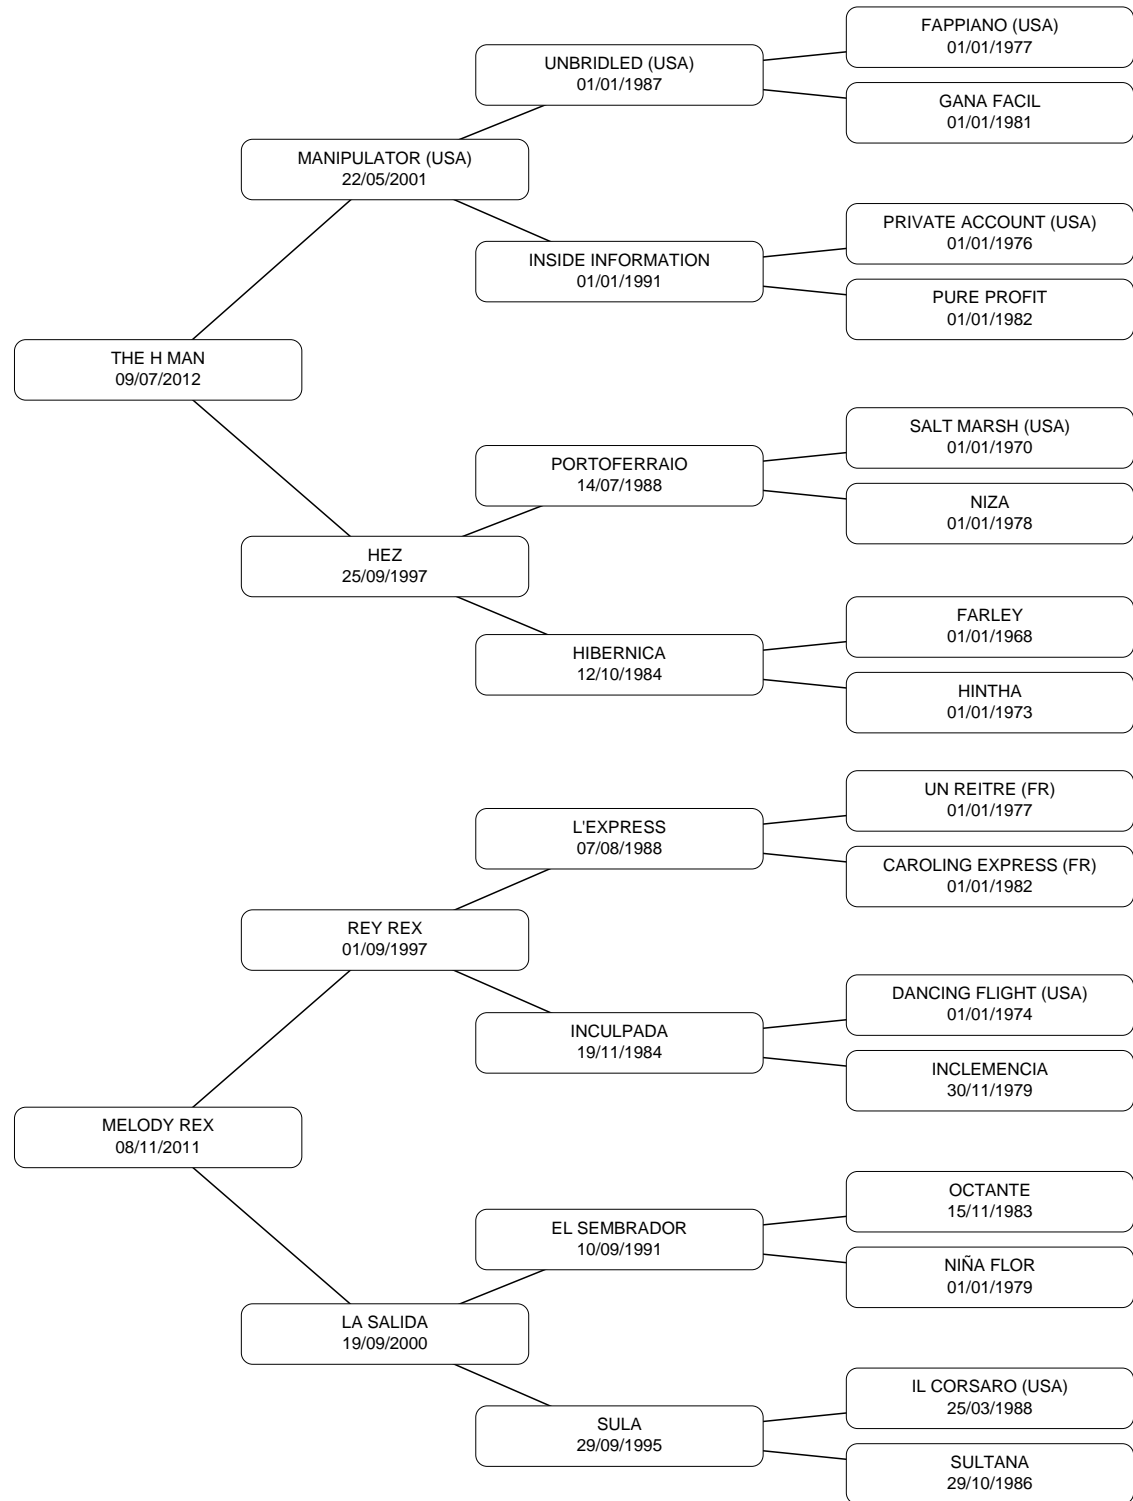 FAPPIANO (USA)
01/01/1977
UNBRIDLED (USA)
01/01/1987
GANA FACIL
01/01/1981
MANIPULATOR (USA)
22/05/2001
PRIVATE ACCOUNT (USA)
01/01/1976
INSIDE INFORMATION
01/01/1991
PURE PROFIT
01/01/1982
THE H MAN
09/07/2012
SALT MARSH (USA)
01/01/1970
PORTOFERRAIO
14/07/1988
NIZA
01/01/1978
HEZ
25/09/1997
FARLEY
01/01/1968
HIBERNICA
12/10/1984
HINTHA
01/01/1973
UN REITRE (FR)
01/01/1977
L'EXPRESS
07/08/1988
CAROLING EXPRESS (FR)
01/01/1982
REY REX
01/09/1997
DANCING FLIGHT (USA)
01/01/1974
INCULPADA
19/11/1984
INCLEMENCIA
30/11/1979
MELODY REX
08/11/2011
OCTANTE
15/11/1983
EL SEMBRADOR
10/09/1991
NIÑA FLOR
01/01/1979
LA SALIDA
19/09/2000
IL CORSARO (USA)
25/03/1988
SULA
29/09/1995
SULTANA
29/10/1986